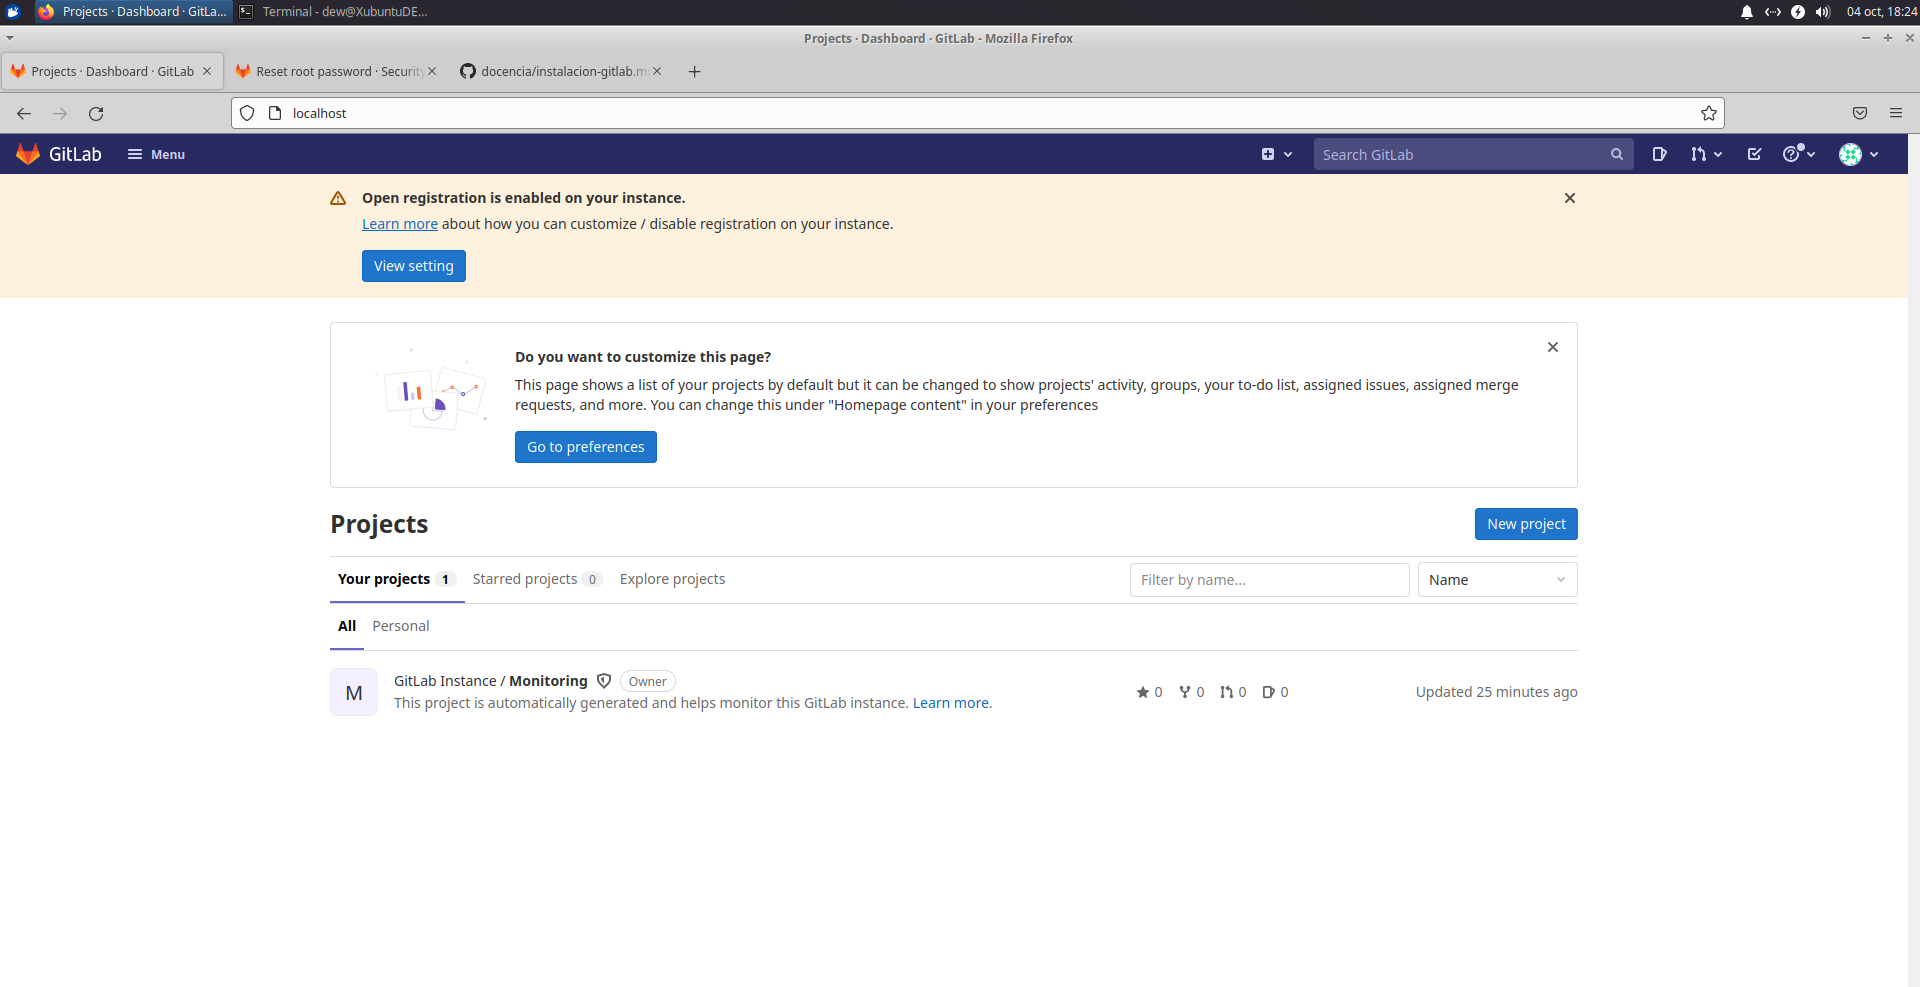 Projects · Dashboard · GitLa...
Terminal - dew@XubuntuDE...
04 oct, 18:24
Projects · Dashboard · GitLab - Mozilla Firefox
Projects · Dashboard · GitLab
Reset root password · Security
docencia/instalacion-gitlab.m
localhost
GitLab
Menu
Search GitLab
Open registration is enabled on your instance.
Learn more about how you can customize / disable registration on your instance.
View setting
Do you want to customize this page?
This page shows a list of your projects by default but it can be changed to show projects' activity, groups, your to-do list, assigned issues, assigned merge
requests, and more. You can change this under "Homepage content" in your preferences
Go to preferences
Projects
New project
Your projects 1
Starred projects 0
Explore projects
Filter by name...
Name
All
Personal
M
GitLab Instance / Monitoring
Owner
This project is automatically generated and helps monitor this GitLab instance. Learn more.
0 0 0 0
Updated 25 minutes ago